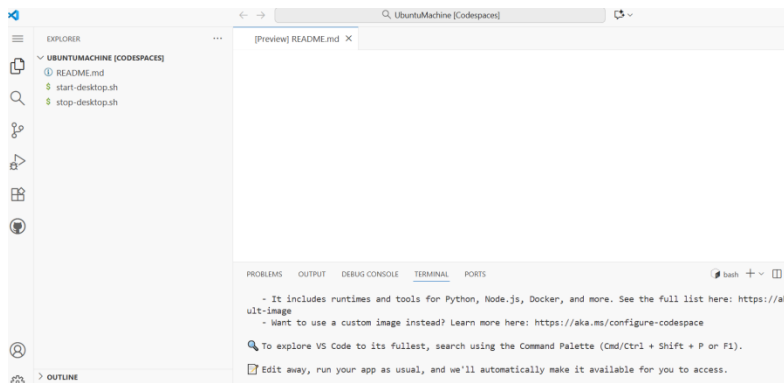 UbuntuMachine [Codespaces]
EXPLORER
[Preview] README.md
UBUNTUMACHINE [CODESPACES]
README.md
$ start-desktop.sh
$ stop-desktop.sh
PROBLEMS OUTPUT DEBUG CONSOLE TERMINAL PORTS
bash
- It includes runtimes and tools for Python, Node.js, Docker, and more. See the full list here: https://a
ult-image
- Want to use a custom image instead? Learn more here: https://aka.ms/configure-codespace
To explore VS Code to its fullest, search using the Command Palette (Cmd/Ctrl + Shift + P or F1).
Edit away, run your app as usual, and we'll automatically make it available for you to access.
OUTLINE